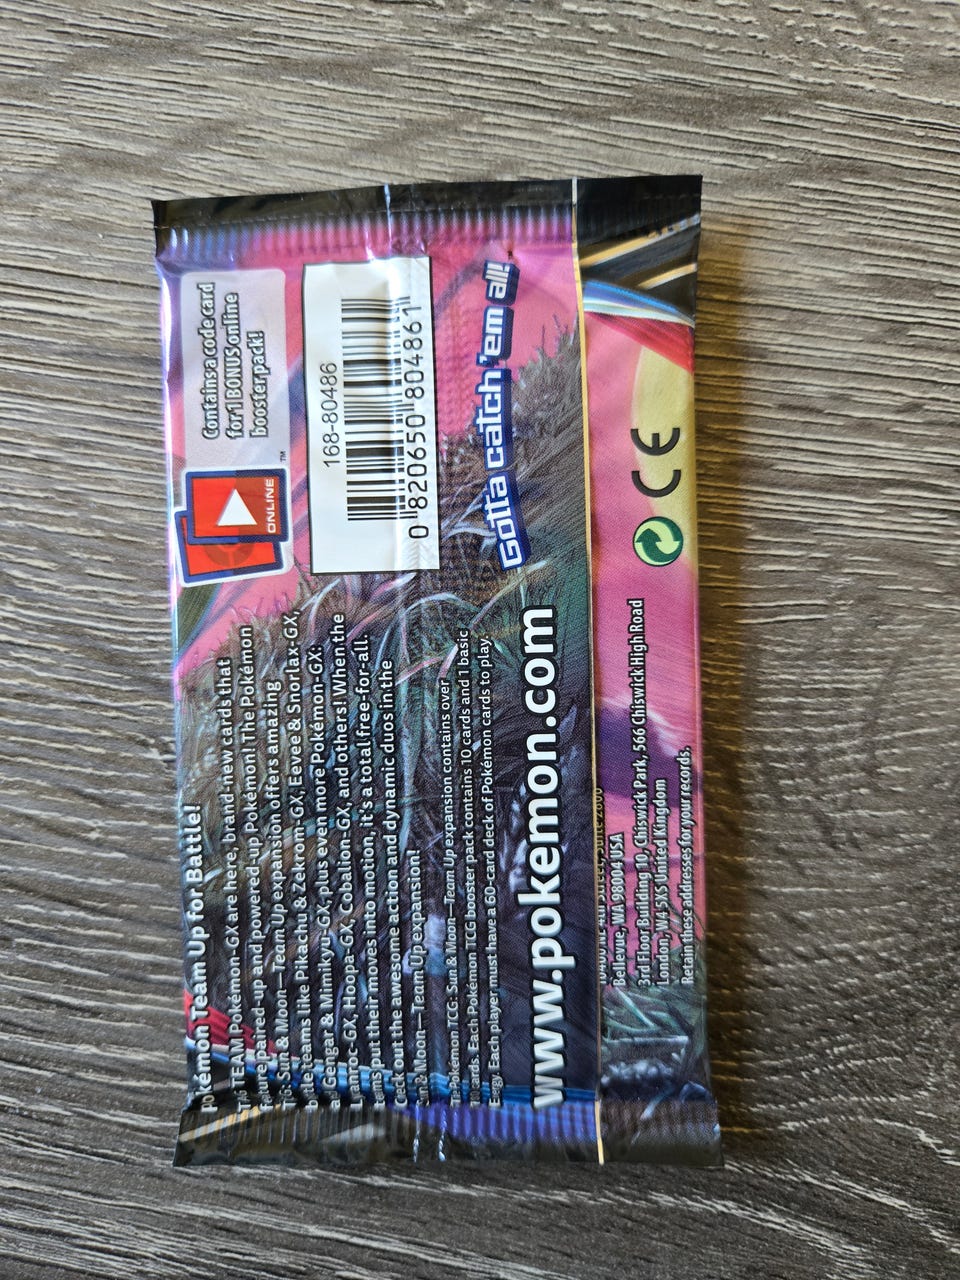 Pokémon Team Up for Battle!
TEAM Pokémon-GX are here, brand-new cards that
feature paired-up and powered-up Pokémon! The Pokémon
TCG: Sun & Moon—Team Up expansion offers amazing
teams like Pikachu & Zekrom-GX, Eevee & Snorlax-GX,
Gengar & Mimikyu-GX, plus even more Pokémon-GX:
Lycanroc-GX, Hoopa-GX, Cobalion-GX, and others! When the
put their moves into motion, it's a total free-for-all.
Check out the awesome action and dynamic duos in the
Sun & Moon—Team Up expansion!
The Pokémon TCG: Sun & Moon—Team Up expansion contains over
cards. Each Pokémon TCG booster pack contains 10 cards and 1 basic
Energy. Each player must have a 60-card deck of Pokémon cards to play.
www.pokemon.com
ONLINE
TM
Contains a code card
for 1 BONUS online
booster pack!
168-80486
0 820650 804861
Gotta catch 'em all!
Bellevue, WA 98004 USA
3rd Floor Building 10, Chiswick Park, 566 Chiswick High Road
London, W4 5XS United Kingdom
Retain these addresses for your records.
CE